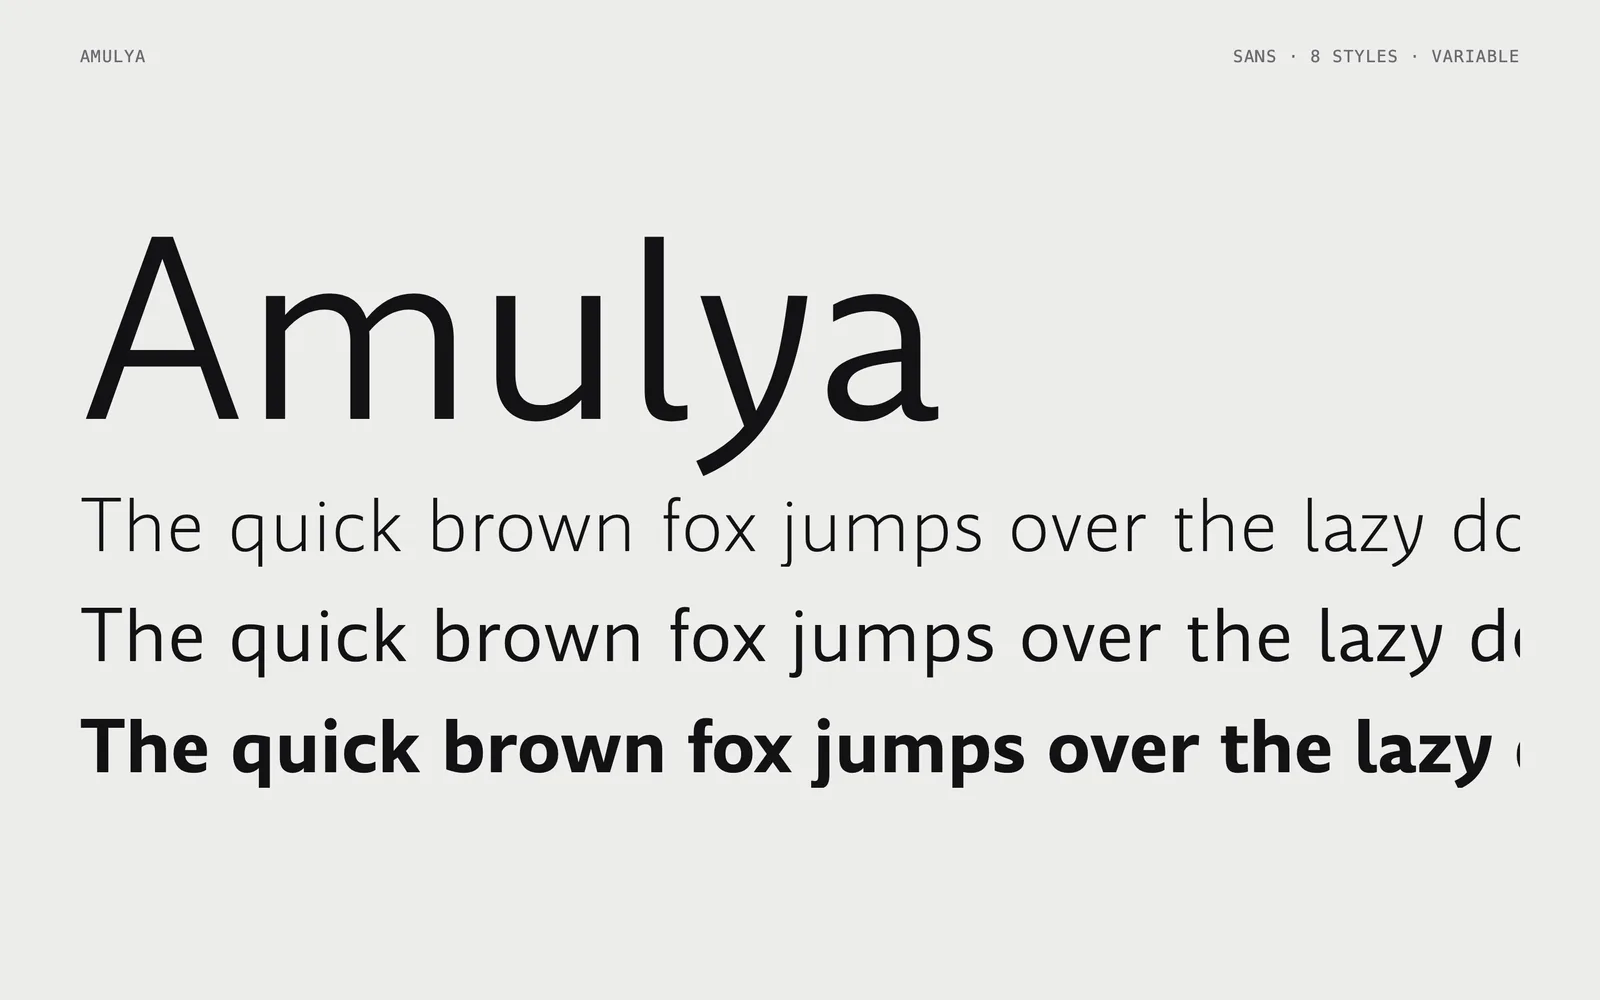 AMULYA
SANS · 8 STYLES · VARIABLE
Amulya
The quick brown fox jumps over the lazy
The quick brown fox jumps over the lazy
The quick brown fox jumps over the lazy